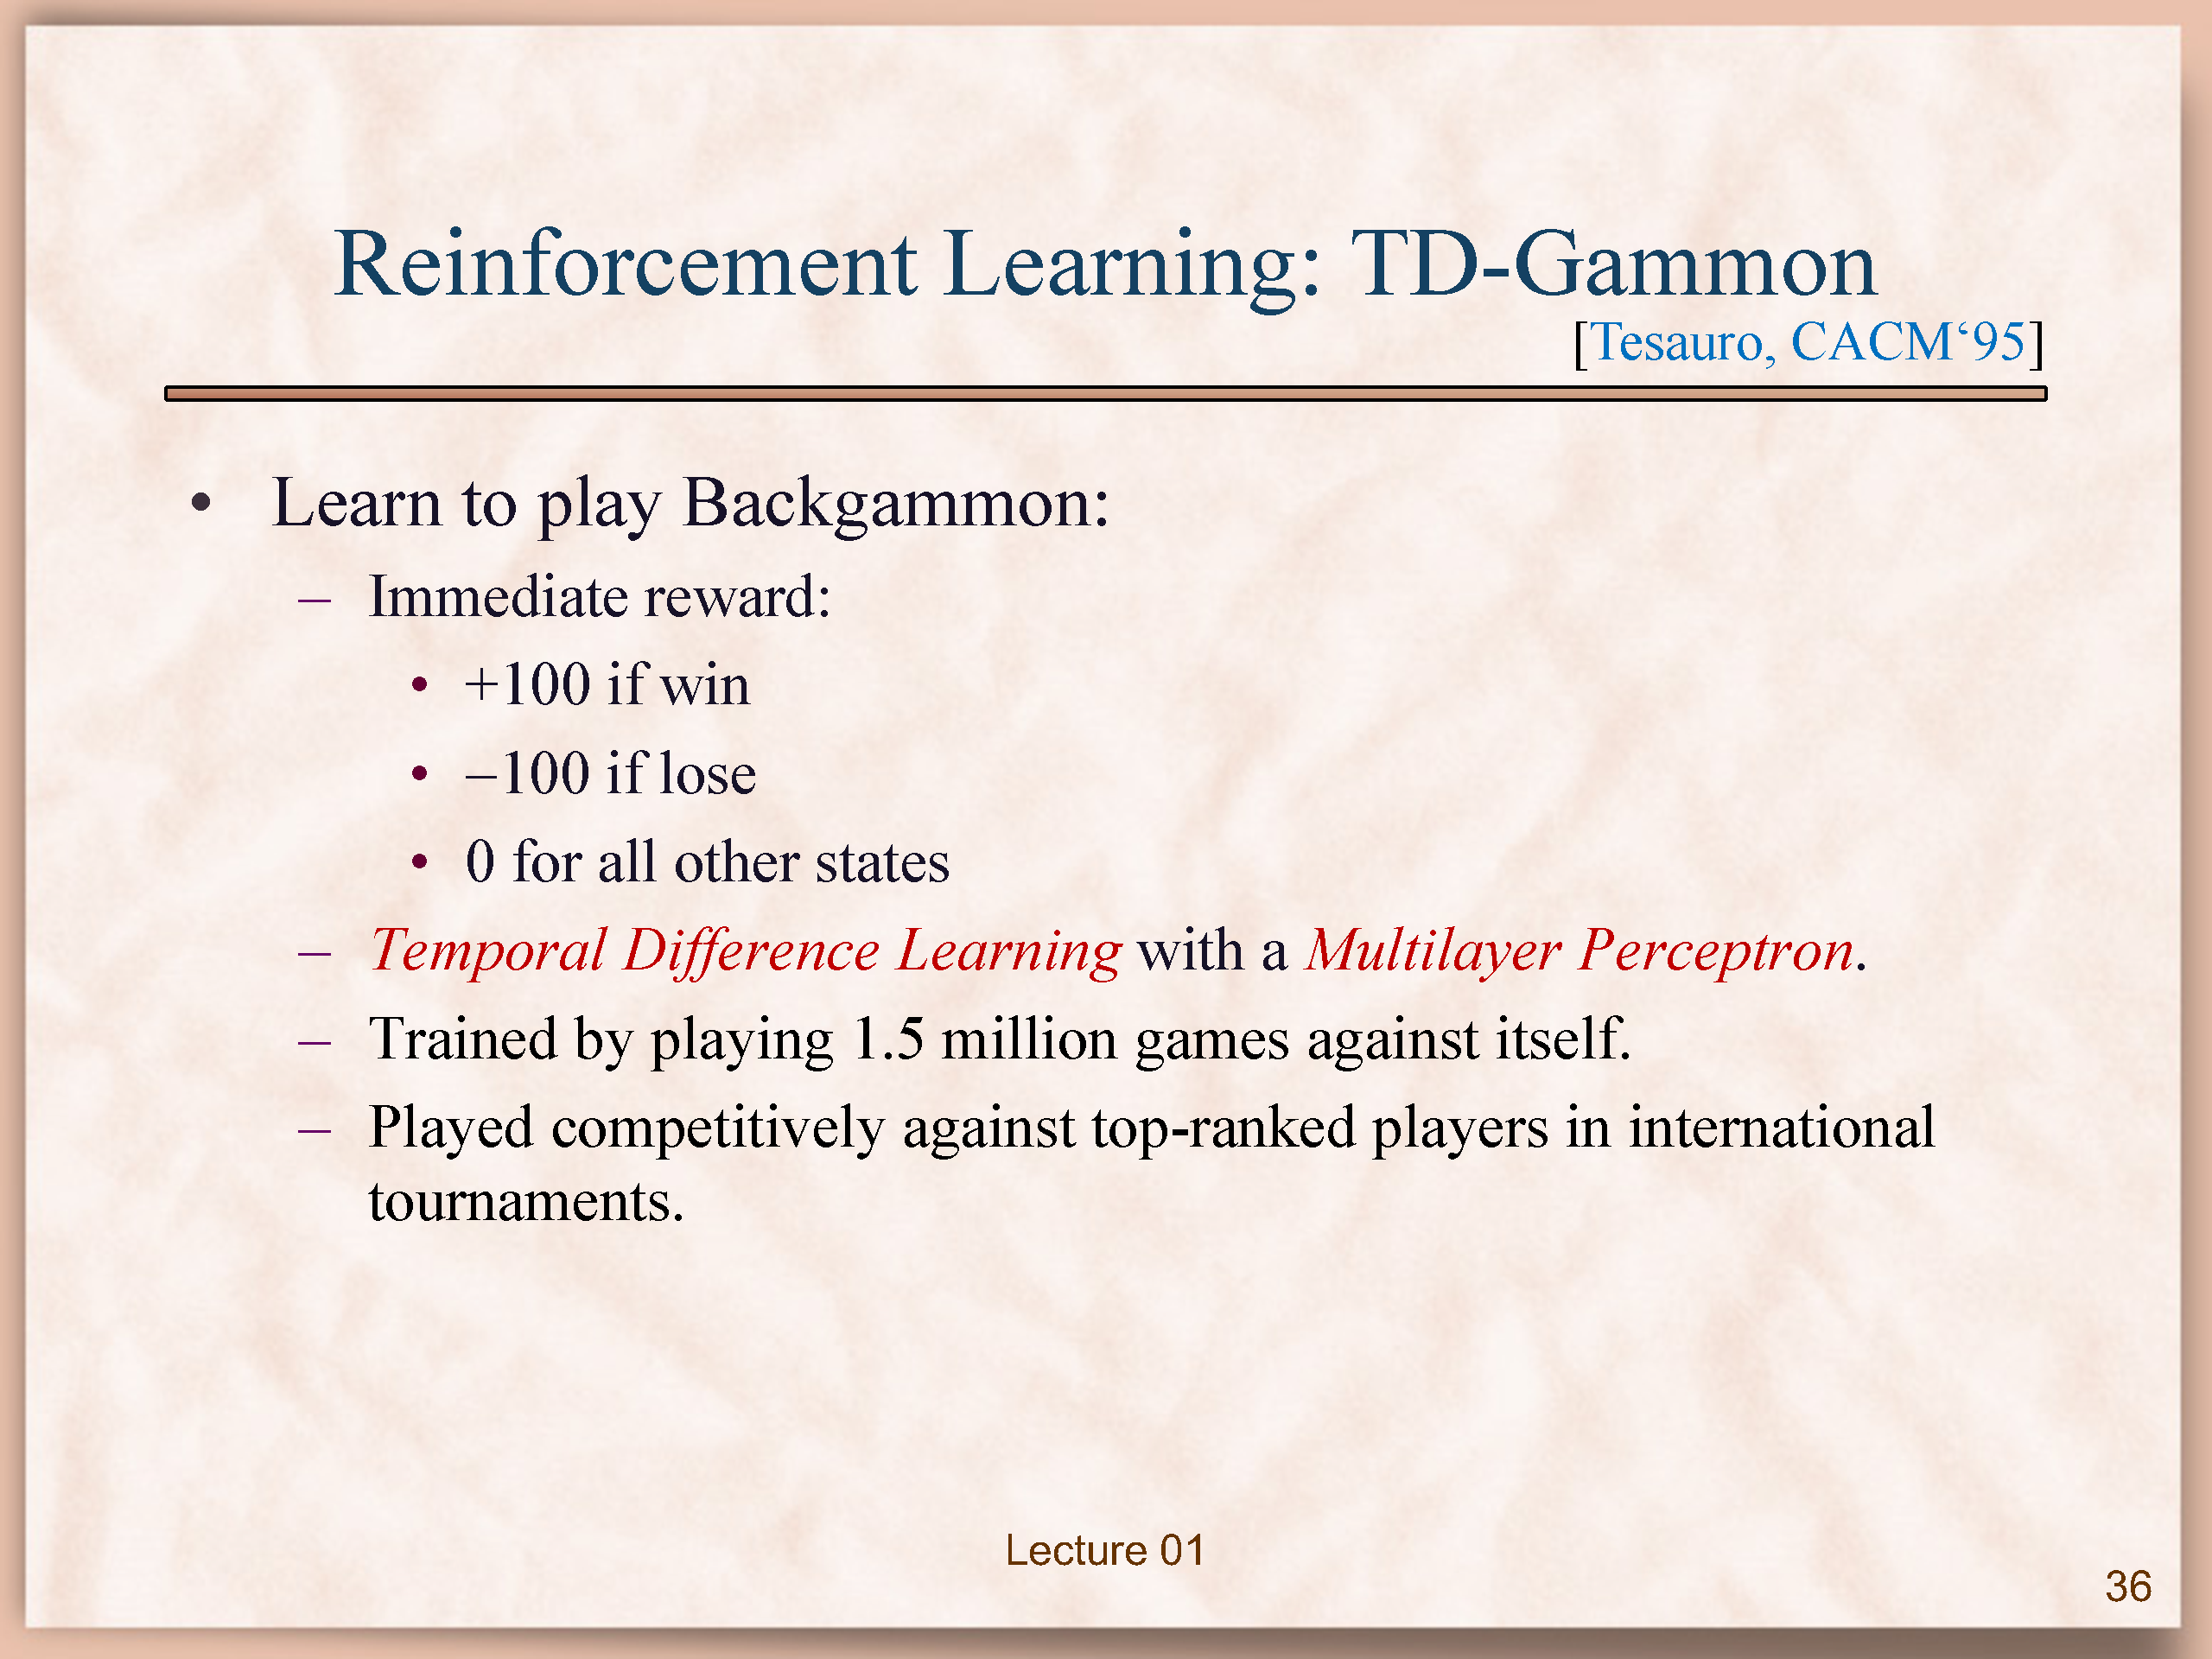 Reinforcement Learning: TD-Gammon
[Tesauro, CACM‘95]
• Learn to play Backgammon:
– Immediate reward:
• +100 if win
• –100 if lose
• 0 for all other states
– Temporal Difference Learning with a Multilayer Perceptron.
– Trained by playing 1.5 million games against itself.
– Played competitively against top-ranked players in international
tournaments.
Lecture 01
36